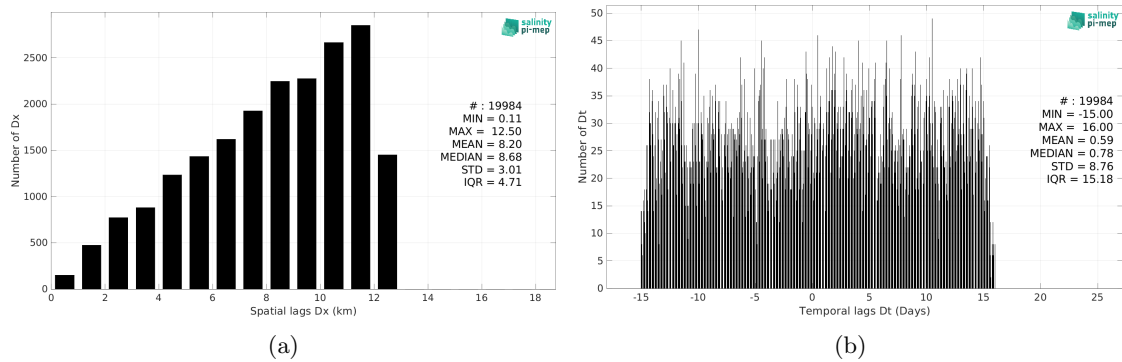 salinity
pi-mep
Number of Dx
2500
2000
1500
1000
500
0
# : 19984
MIN = 0.11
MAX = 12.50
MEAN = 8.20
MEDIAN = 8.68
STD = 3.01
IQR = 4.71
0 2 4 6 8 10 12 14 16 18
Spatial lags Dx (km)
(a)
salinity
pi-mep
Number of Dt
50
45
40
35
30
25
20
15
10
5
0
# : 19984
MIN = -15.00
MAX = 16.00
MEAN = 0.59
MEDIAN = 0.78
STD = 8.76
IQR = 15.18
-15 -10 -5 0 5 10 15 20 25
Temporal lags Dt (Days)
(b)